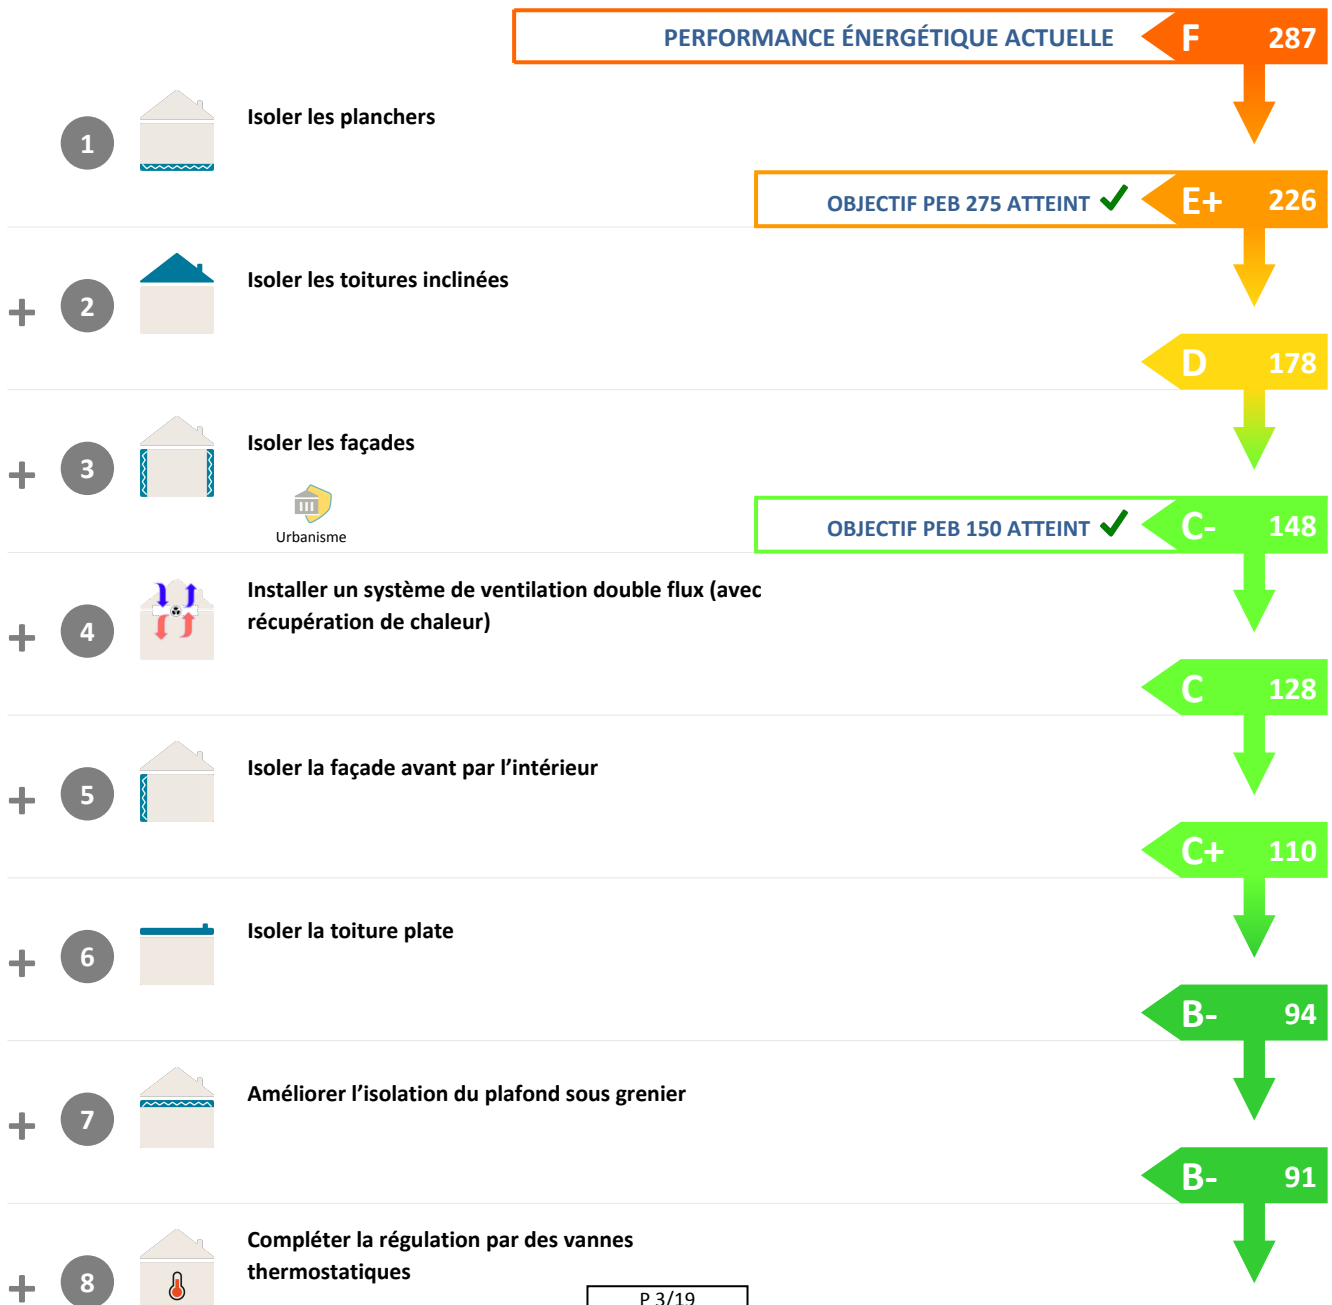 PERFORMANCE ÉNERGÉTIQUE ACTUELLE F 287
1 Isoler les planchers
OBJECTIF PEB 275 ATTEINT ✓ E+ 226
+ 2 Isoler les toitures inclinées
D 178
+ 3 Isoler les façades
Urbanisme
OBJECTIF PEB 150 ATTEINT ✓ C- 148
+ 4 Installer un système de ventilation double flux (avec
récupération de chaleur)
C 128
+ 5 Isoler la façade avant par l’intérieur
C+ 110
+ 6 Isoler la toiture plate
B- 94
+ 7 Améliorer l’isolation du plafond sous grenier
B- 91
+ 8 Compléter la régulation par des vannes
thermostatiques
P 3/19